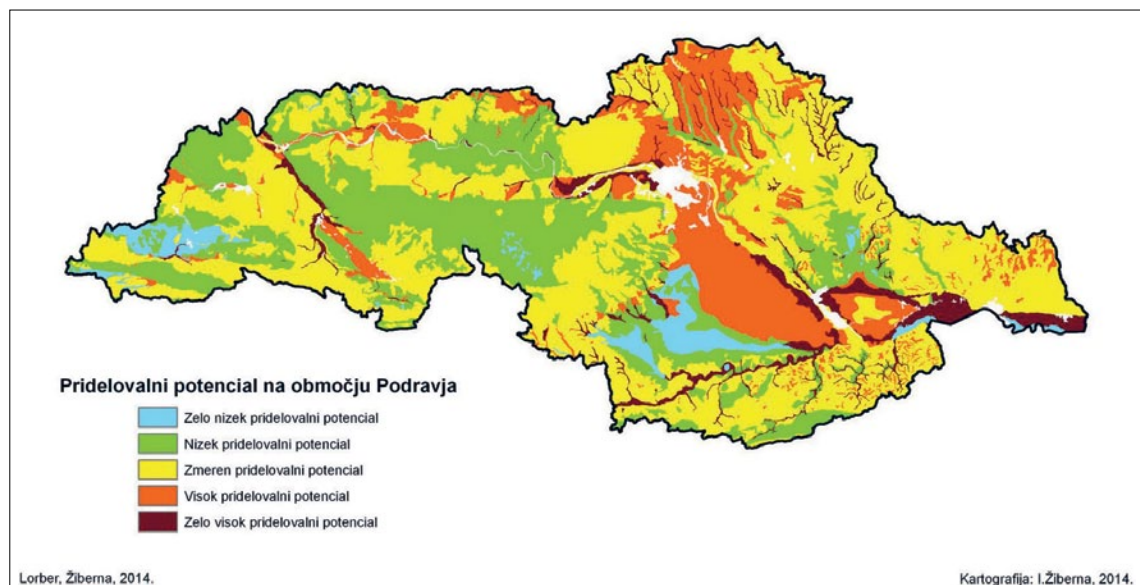 Pridelovalni potencial na območju Podravja
Zelo nizek pridelovalni potencial
Nizek pridelovalni potencial
Zmeren pridelovalni potencial
Visok pridelovalni potencial
Zelo visok pridelovalni potencial
Lorber, Žiberna, 2014.
Kartografija: I.Žiberna, 2014.